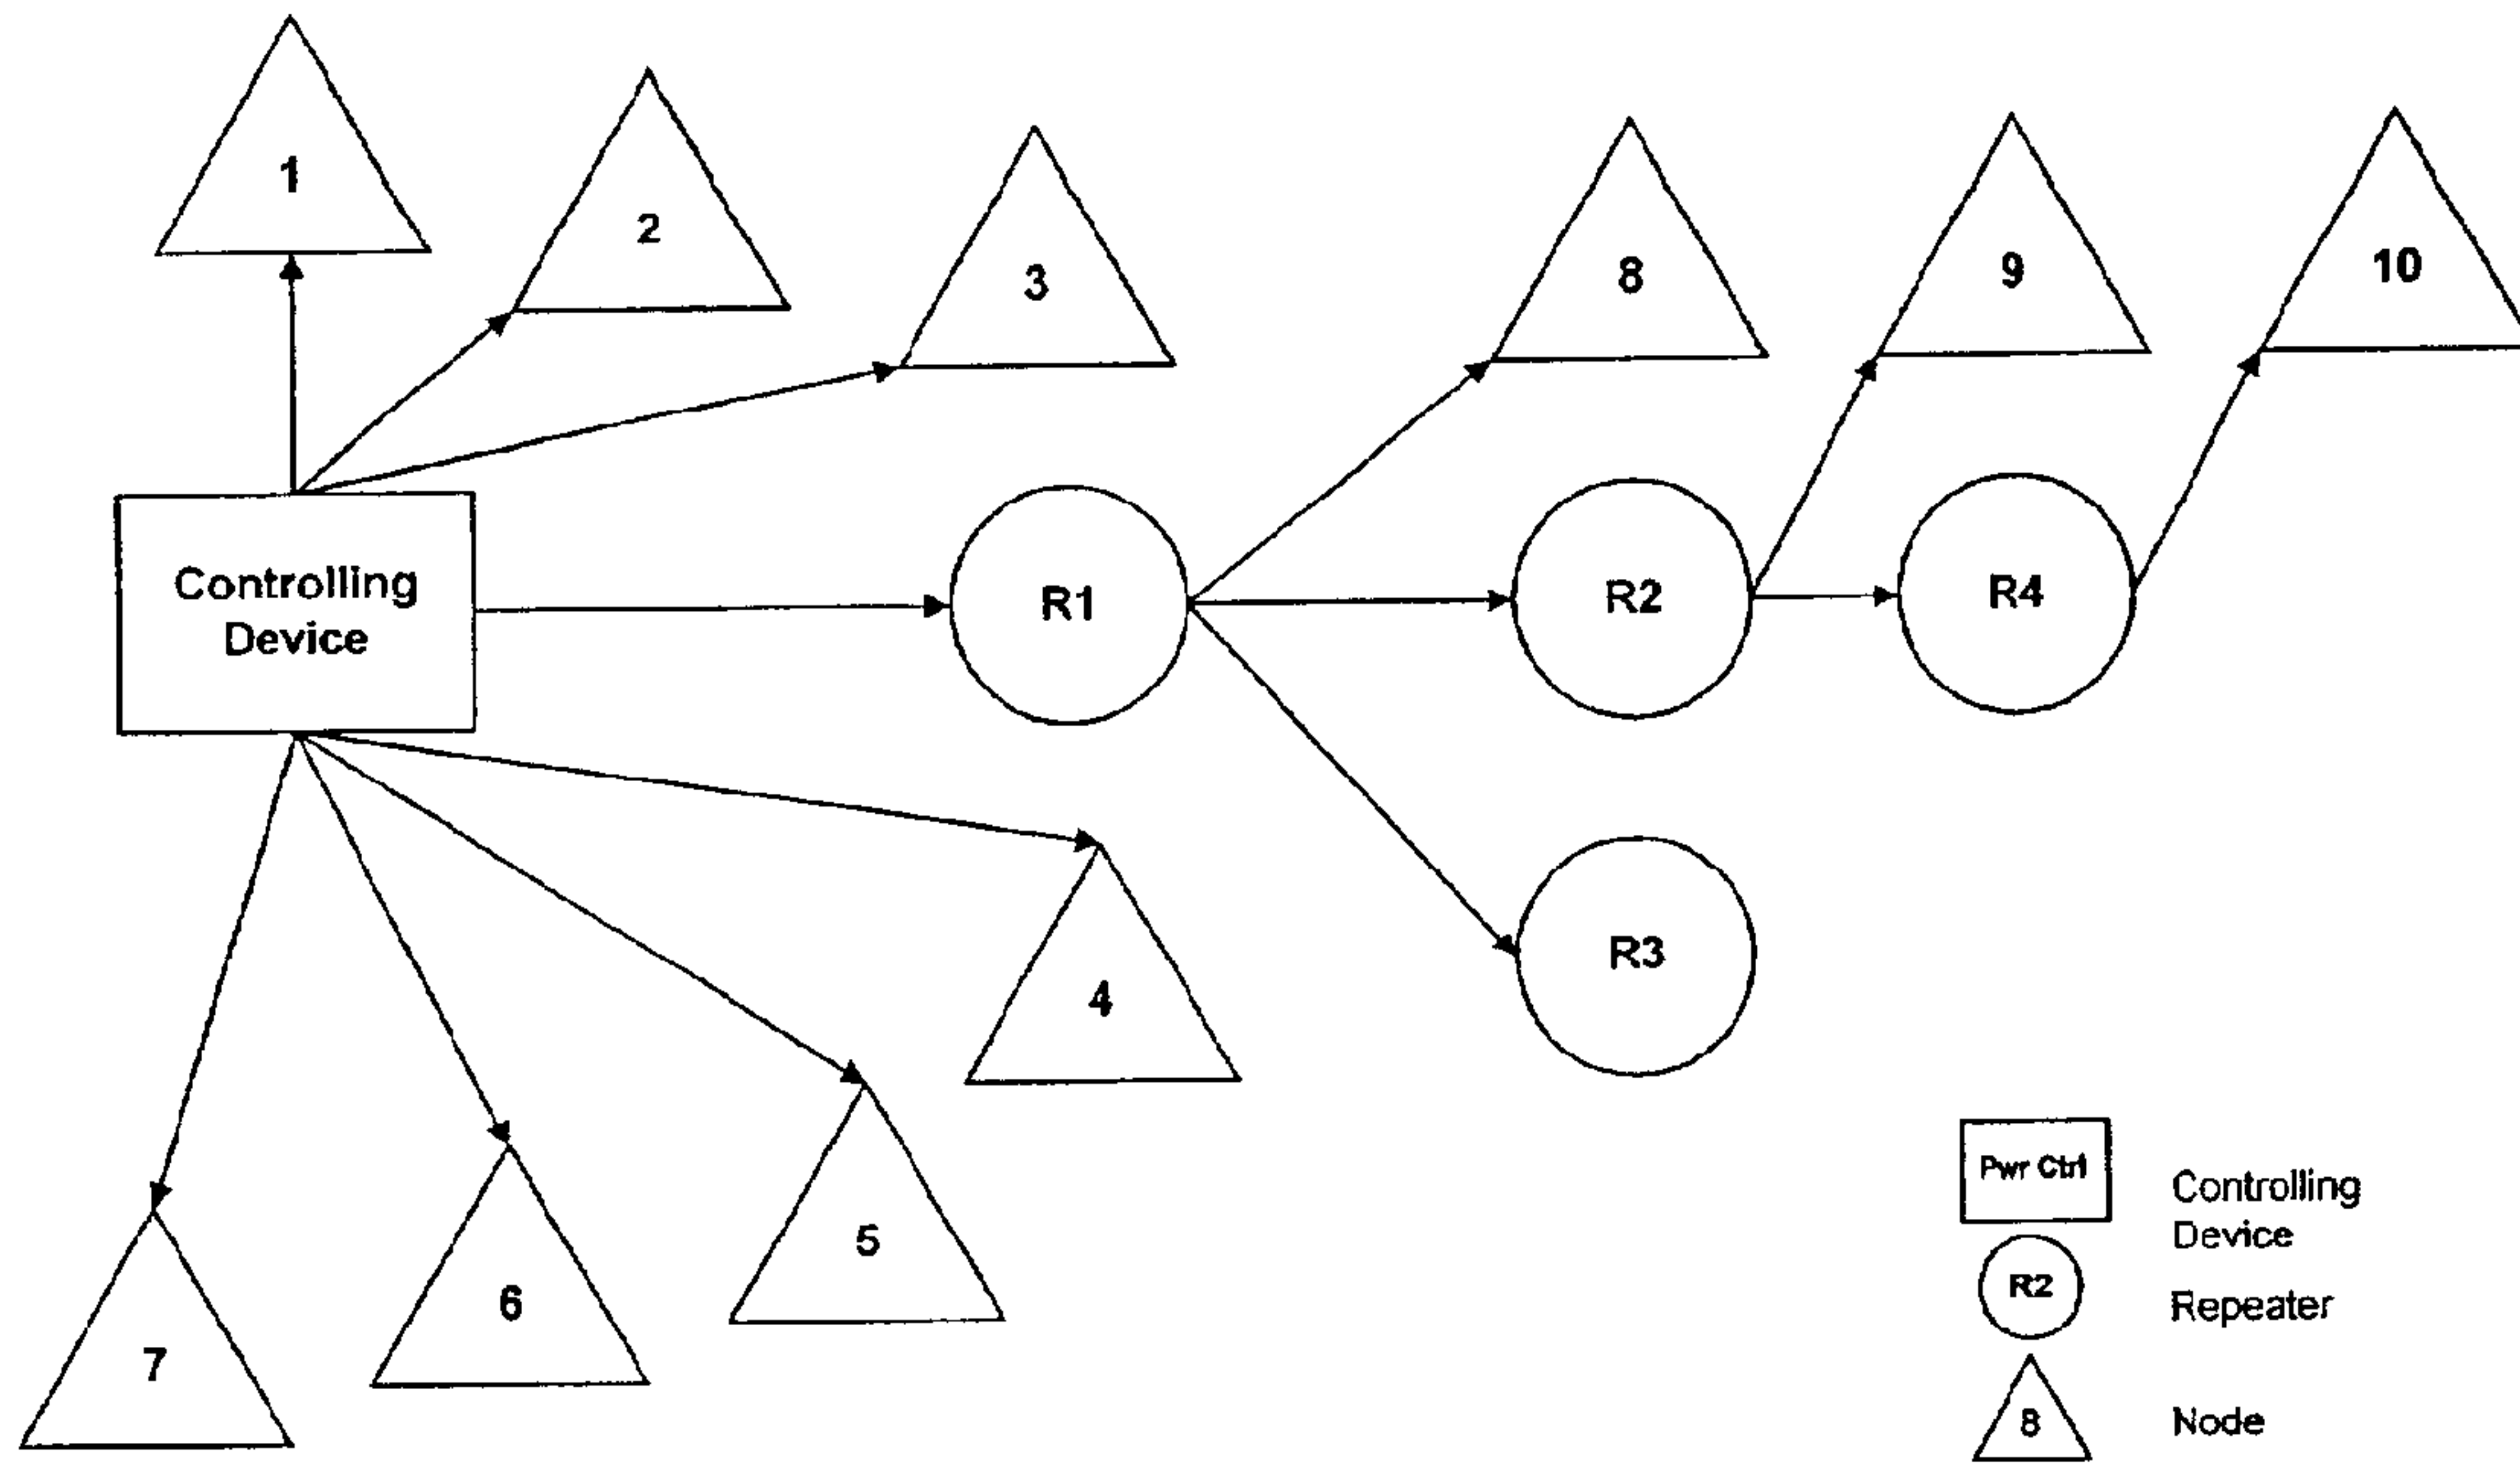 1
2
3
8
9
10
Controlling
Device
R1
R2
R4
R3
4
5
6
7
Pwr Ctrl
Controlling
Device
R2
Repeater
8
Node